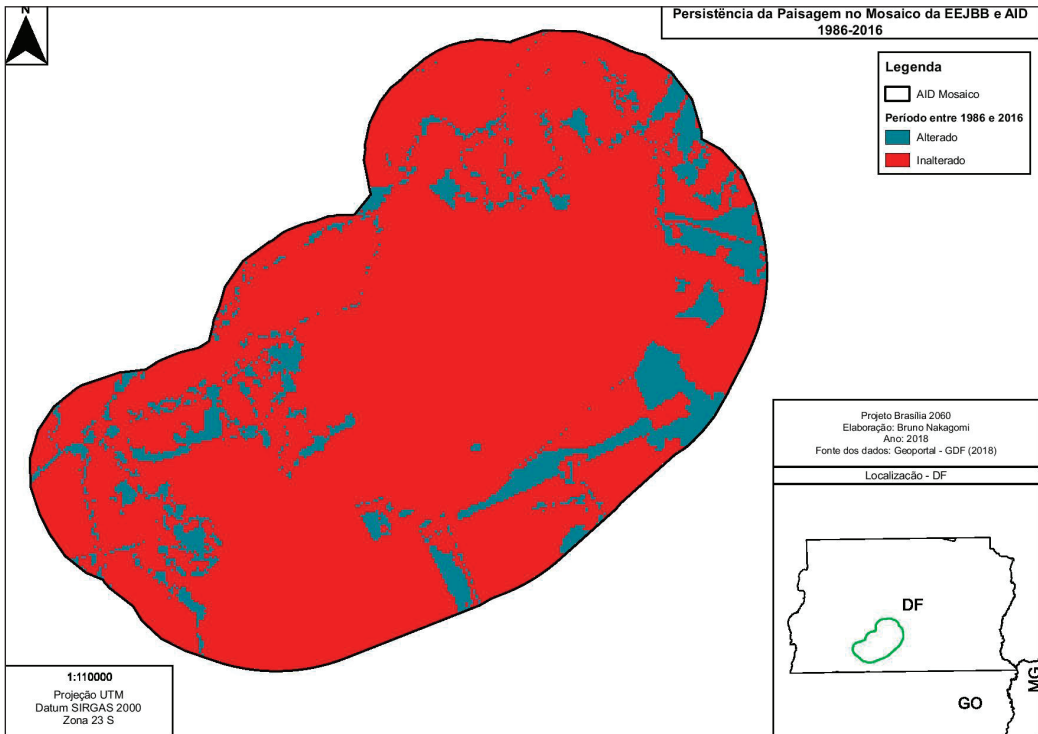 N
Persistência da Paisagem no Mosaico da EEJBB e AID
1986-2016
Legenda
AID Mosaico
Período entre 1986 e 2016
Alterado
Inalterado
Projeto Brasília 2060
Elaboração: Bruno Nakagomi
Ano: 2018
Fonte dos dados: Geoportal - GDF (2018)
Localização - DF
DF
GO
MG
1:110000
Projeção UTM
Datum SIRGAS 2000
Zona 23 S